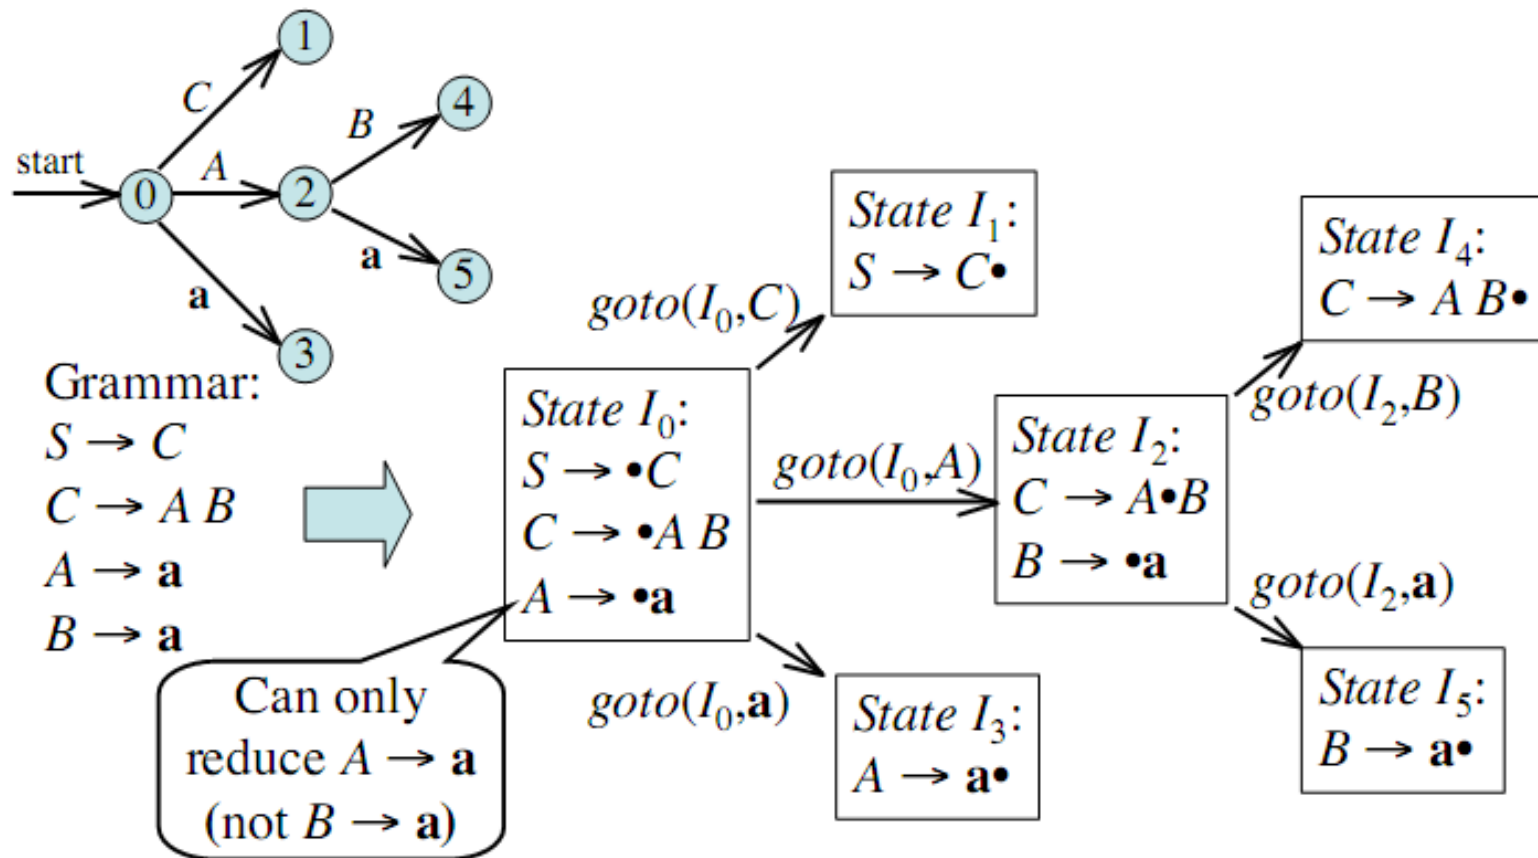 1
C
4
B
start
A
0
2
a
5
a
3
Grammar:
S → C
C → A B
A → a
B → a
Can only
reduce A → a
(not B → a)
State I₀:
S → •C
C → •A B
A → •a
goto(I₀,C)
State I₁:
S → C•
goto(I₀,A)
State I₂:
C → A•B
B → •a
goto(I₀,a)
State I₃:
A → a•
goto(I₂,B)
State I₄:
C → A B•
goto(I₂,a)
State I₅:
B → a•